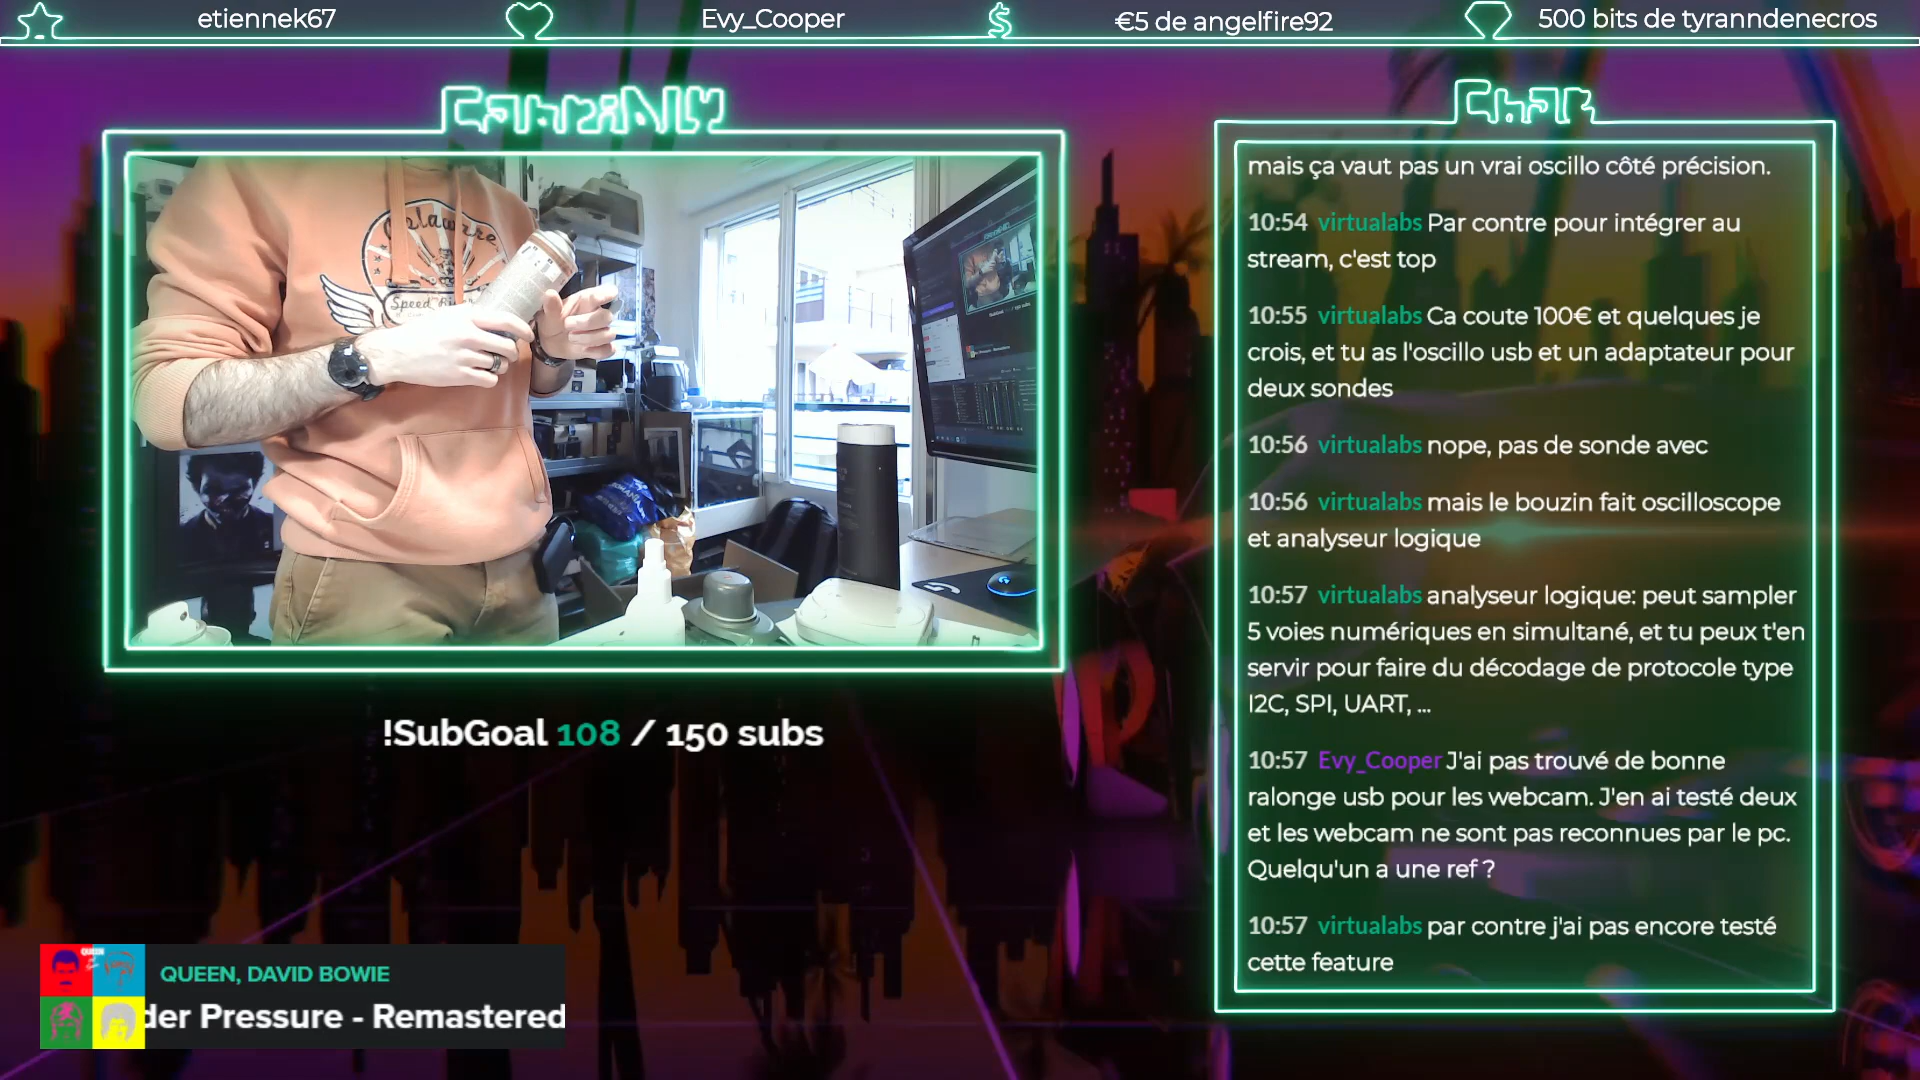 etiennek67
Evy_Cooper
€5 de angelfire92
500 bits de tyranndenecros
Chat
Delaware
Speed
mais ça vaut pas un vrai oscillo côté précision.
10:54 virtualabs Par contre pour intégrer au
stream, c'est top
10:55 virtualabs Ca coute 100€ et quelques je
crois, et tu as l'oscillo usb et un adaptateur pour
deux sondes
10:56 virtualabs nope, pas de sonde avec
10:56 virtualabs mais le bouzin fait oscilloscope
et analyseur logique
10:57 virtualabs analyseur logique: peut sampler
5 voies numériques en simultané, et tu peux t'en
servir pour faire du décodage de protocole type
I2C, SPI, UART, ...
10:57 Evy_Cooper J'ai pas trouvé de bonne
ralonge usb pour les webcam. J'en ai testé deux
et les webcam ne sont pas reconnues par le pc.
Quelqu'un a une ref ?
10:57 virtualabs par contre j'ai pas encore testé
cette feature
!SubGoal 108 / 150 subs
QUEEN
QUEEN, DAVID BOWIE
der Pressure - Remastered